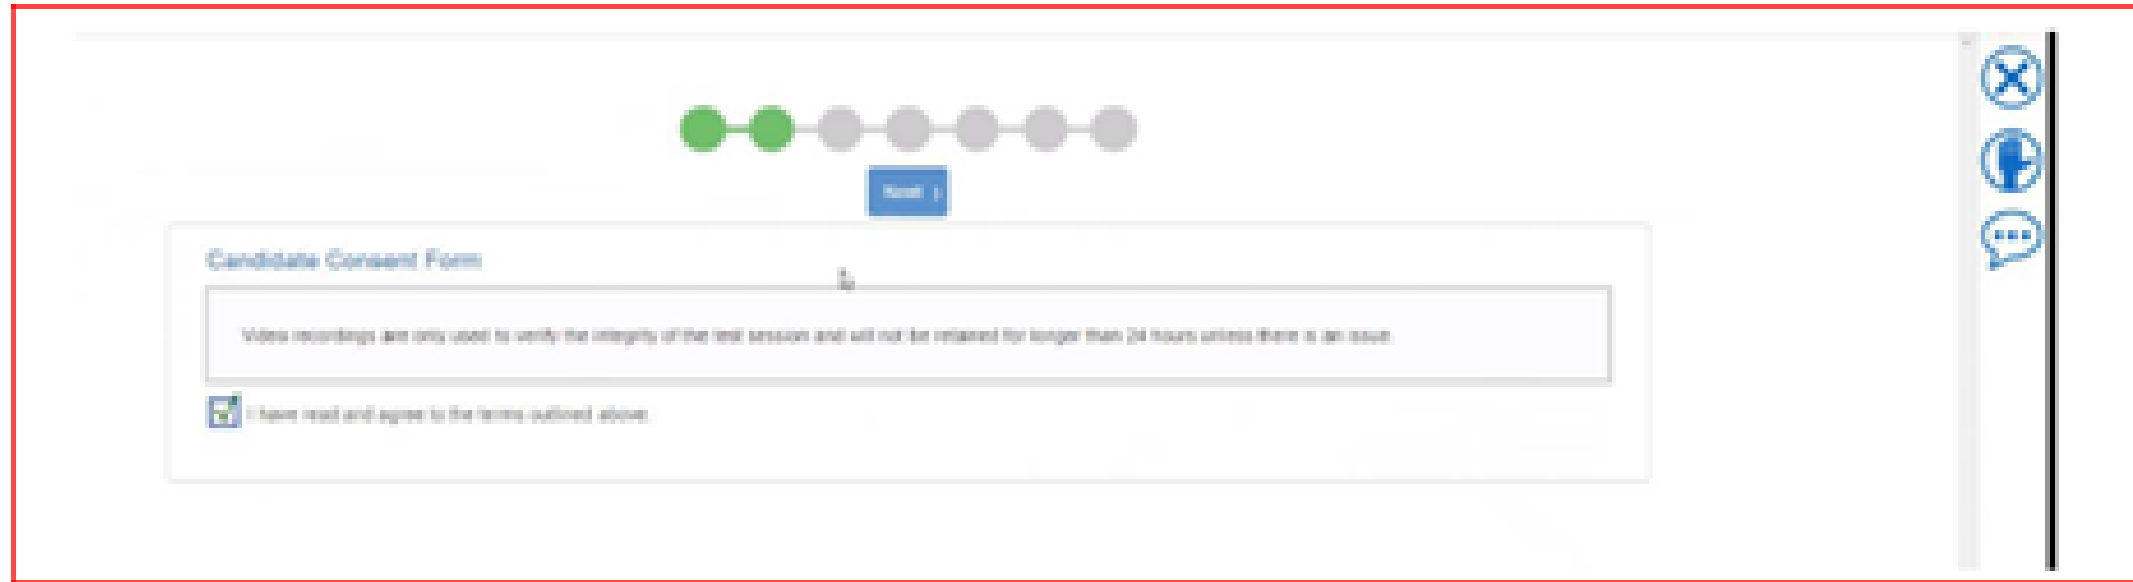 Next
Candidate Consent Form
Video recordings are only used to verify the integrity of the test session and will not be retained for longer than 24 hours unless there is an issue.
I have read and agree to the terms outlined above.